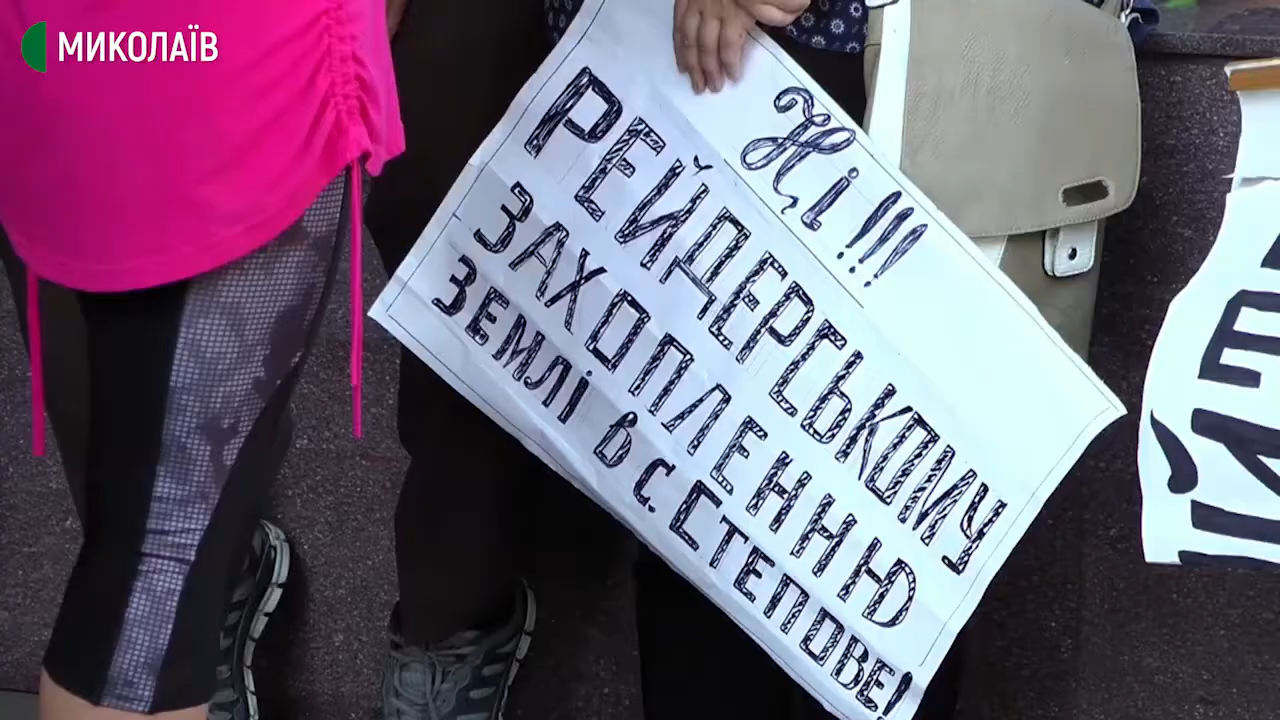 МИКОЛАЇВ
Ні!!!
РЕЙДЕРСЬКОМУ
ЗАХОПЛЕННЮ
ЗЕМЛІ В С. СТЕПОВЕ!